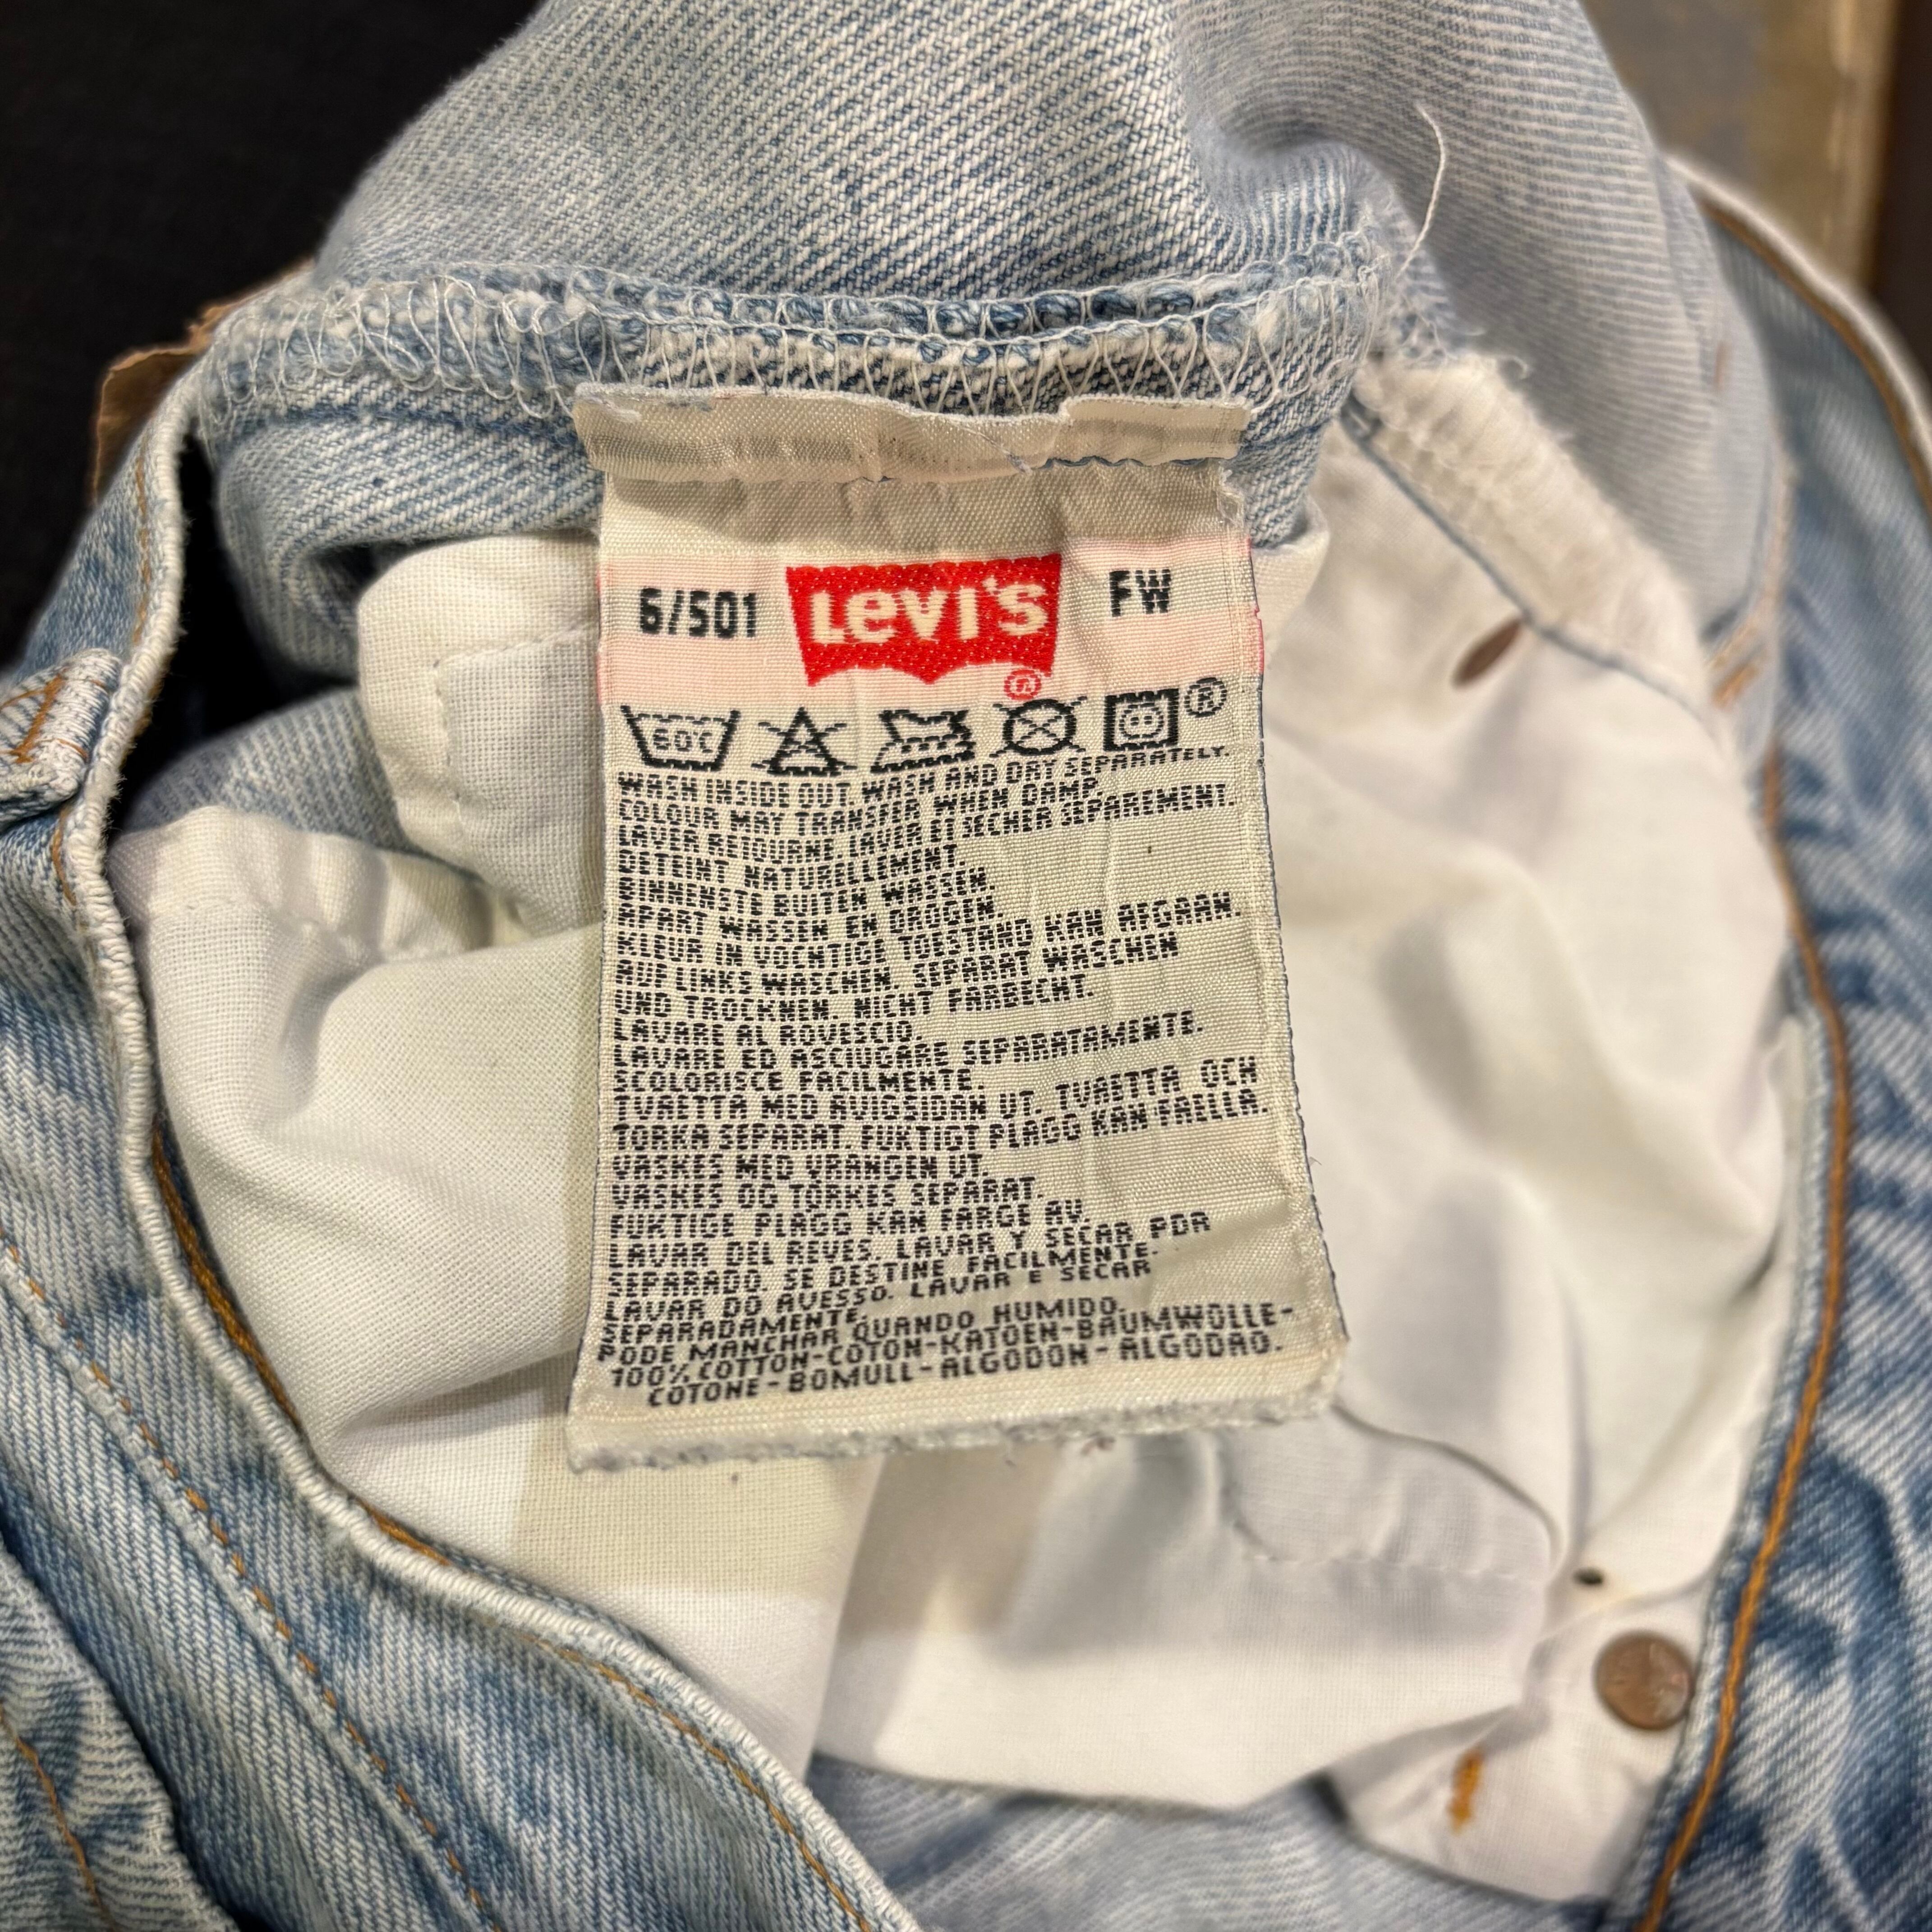 6/501 Levi's FW
®
60°C ®
WASH INSIDE OUT. WASH AND DRY SEPARATELY.
COLOUR MAY TRANSFER WHEN DAMP.
LAVER RETOURNE LAVER ET SECHER SEPAREMENT.
DETEINT NATURELLEMENT.
BINNENSTE BUITEN WASSEN.
APART WASSEN EN DROGEN.
KLEUR IN VOCHTIGE TOESTAND KAN AFGAAN.
AUF LINKS WASCHEN. SEPARAT WASCHEN
UND TROCKNEN. NICHT FARBECHT.
LAVARE AL ROVESCIO.
LAVARE ED ASCIUGARE SEPARATAMENTE.
SCOLORISCE FACILMENTE.
TVAETTA MED AVIGSIDAN UT. TVAETTA OCH
TORKA SEPARAT. FUKTIGT PLAGG KAN FAELLA.
VASKES MED VRANGEN UT.
VASKES OG TORKES SEPARAT.
FUKTIGE PLAGG KAN FARGE AV.
LAVAR DEL REVES. LAVAR Y SECAR POR
SEPARADO. SE DESTINE FACILMENTE.
LAVAR DO AVESSO. LAVAR E SECAR
SEPARADAMENTE.
PODE MANCHAR QUANDO HUMIDO.
100% COTTON-COTON-KATOEN-BAUMWOLLE-
COTONE-BOMULL-ALGODON-ALGODAO.